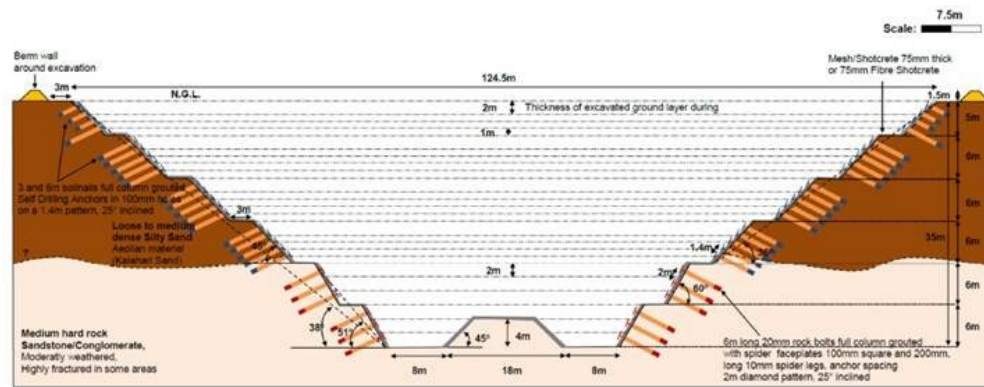 7.5m
Scale:
Berm wall
around excavation
3m
124.5m
N.G.L.
Mesh/Shotcrete 75mm thick
or 75mm Fibre Shotcrete
1.5m
2m
Thickness of excavated ground layer during
5m
1m
6m
3 and 6m soilnails full column grouted
Self Drilling Anchors in 100mm holes
on a 1.4m pattern, 25° inclined
6m
3m
Loose to medium
dense Silty Sand
Aeolian material
(Kalahari Sand)
?
1.4m
35m
6m
2m
2m
60°
6m
Medium hard rock
Sandstone/Conglomerate,
Moderatly weathered,
Highly fractured in some areas
38°
51°
45°
4m
6m
6m long 20mm rock bolts full column grouted
with spider faceplates 100mm square and 200mm,
long 10mm spider legs, anchor spacing
2m diamond pattern, 25° inclined
8m
18m
8m